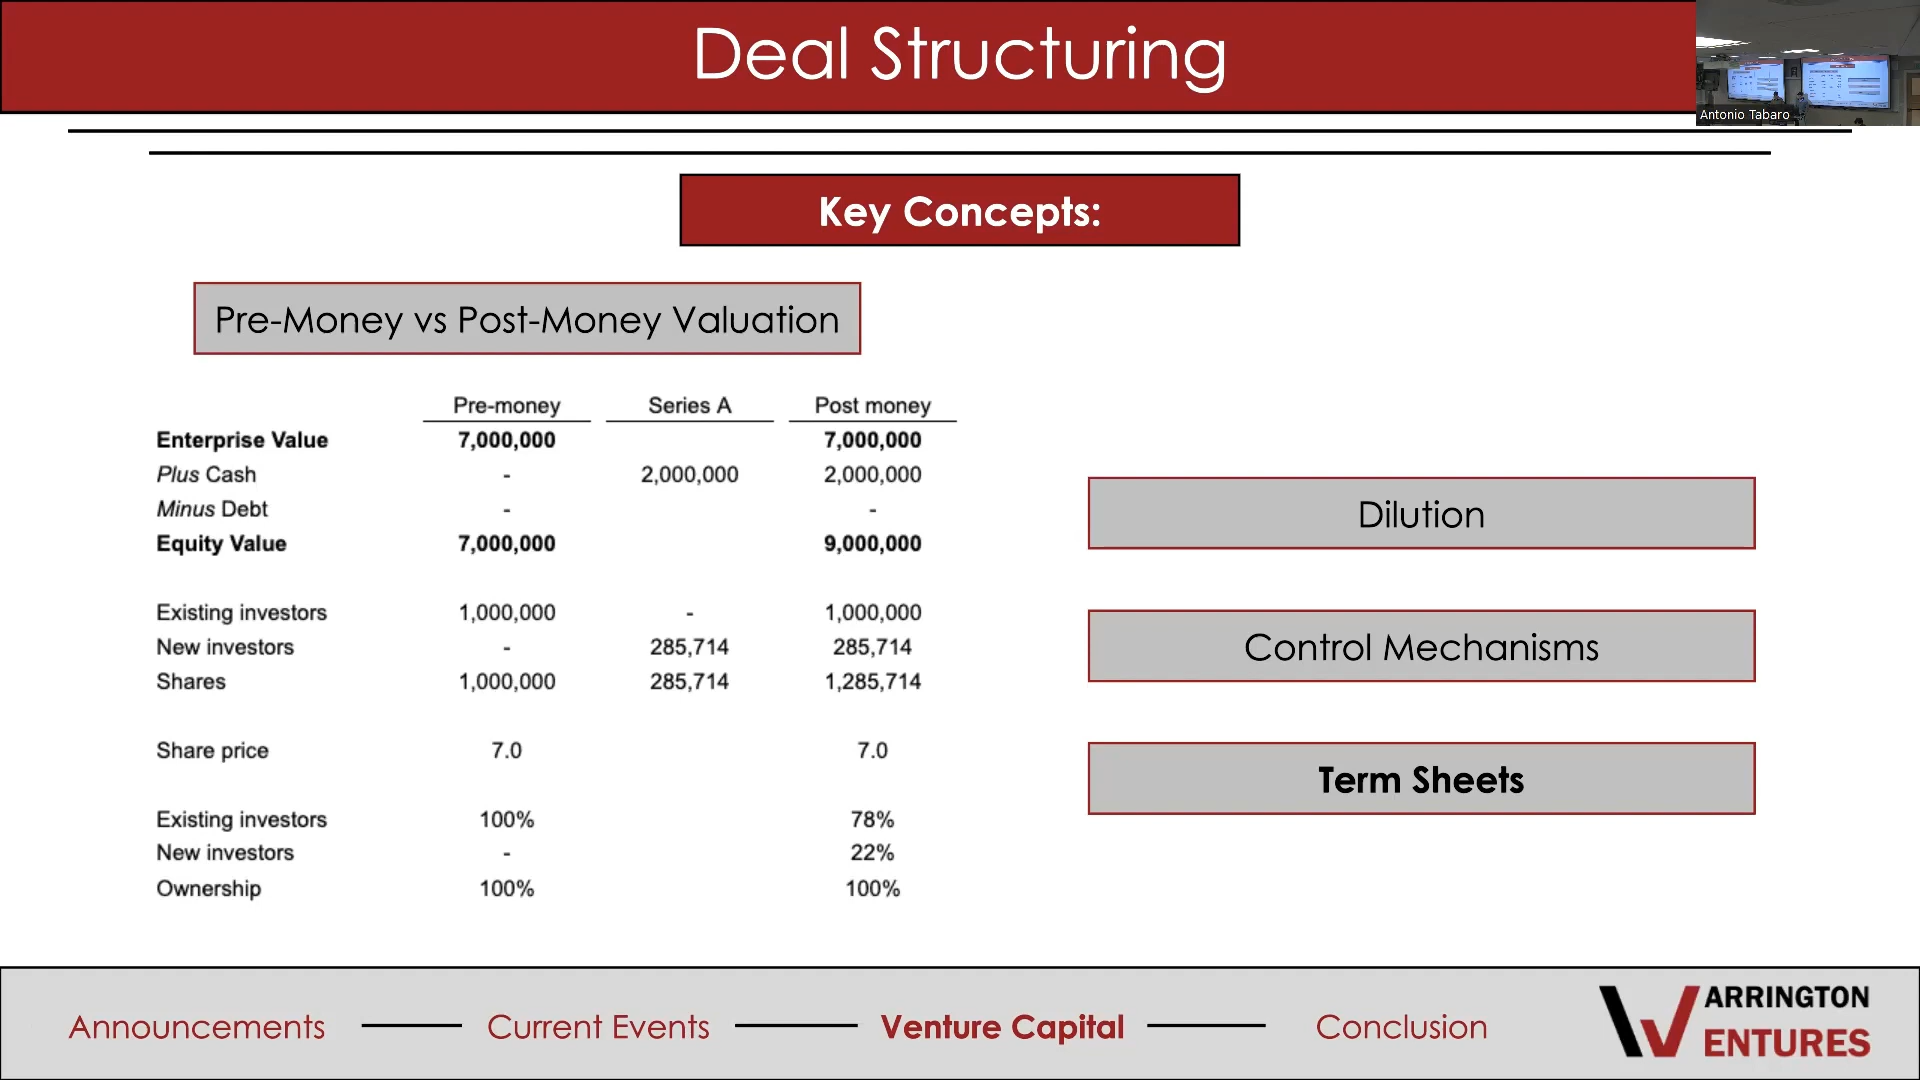 Deal Structuring
Antonio Tabaro
Key Concepts:
Pre-Money vs Post-Money Valuation
Pre-money Series A Post money
Enterprise Value 7,000,000 7,000,000
Plus Cash - 2,000,000 2,000,000
Minus Debt - -
Equity Value 7,000,000 9,000,000
Existing investors 1,000,000 - 1,000,000
New investors - 285,714 285,714
Shares 1,000,000 285,714 1,285,714
Share price 7.0 7.0
Existing investors 100% 78%
New investors - 22%
Ownership 100% 100%
Dilution
Control Mechanisms
Term Sheets
Announcements Current Events Venture Capital Conclusion
WARRINGTON
VENTURES